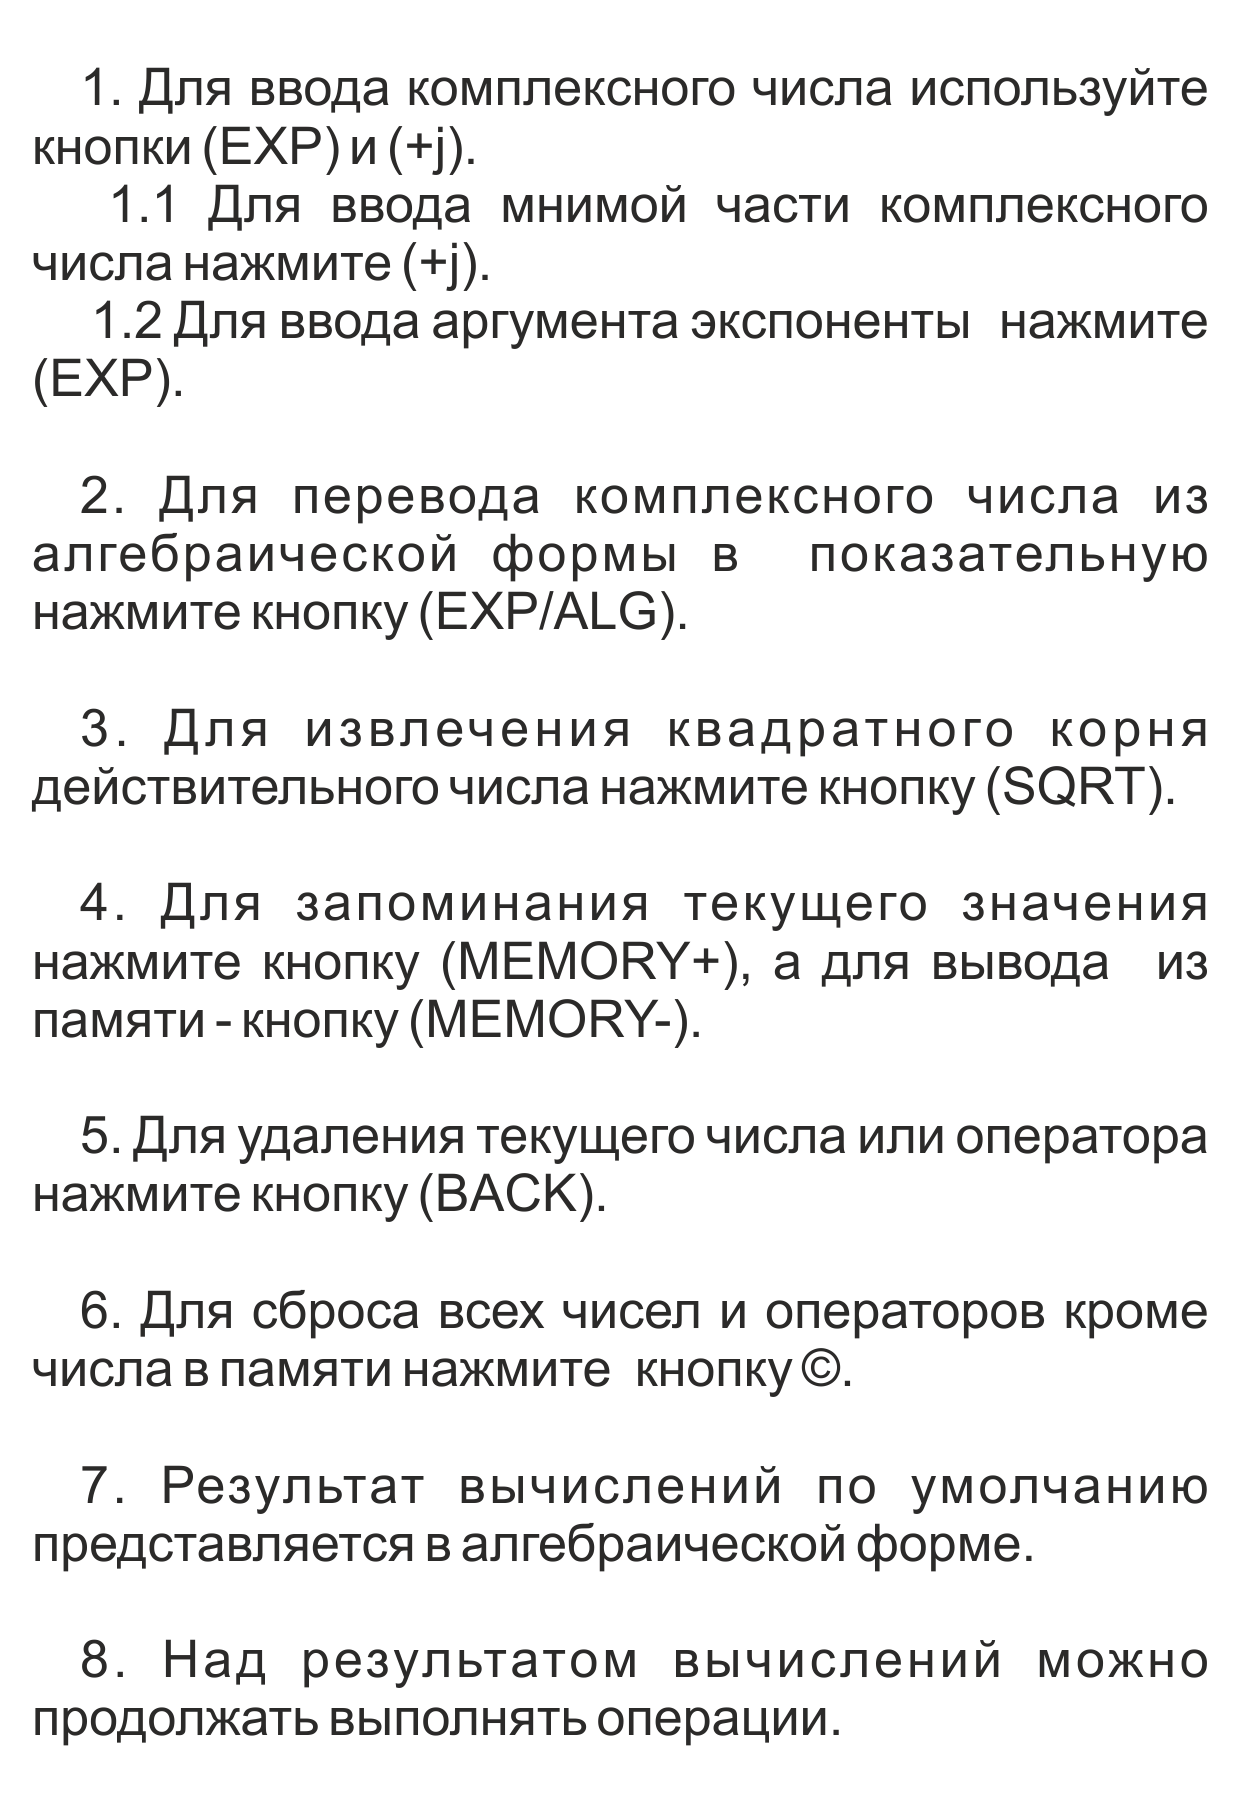 1. Для ввода комплексного числа используйте
кнопки (EXP) и (+j).
1.1 Для ввода мнимой части комплексного
числа нажмите (+j).
1.2 Для ввода аргумента экспоненты нажмите
(EXP).
2. Для перевода комплексного числа из
алгебраической формы в показательную
нажмите кнопку (EXP/ALG).
3. Для извлечения квадратного корня
действительного числа нажмите кнопку (SQRT).
4. Для запоминания текущего значения
нажмите кнопку (MEMORY+), а для вывода из
памяти - кнопку (MEMORY-).
5. Для удаления текущего числа или оператора
нажмите кнопку (BACK).
6. Для сброса всех чисел и операторов кроме
числа в памяти нажмите кнопку ©.
7. Результат вычислений по умолчанию
представляется в алгебраической форме.
8. Над результатом вычислений можно
продолжать выполнять операции.